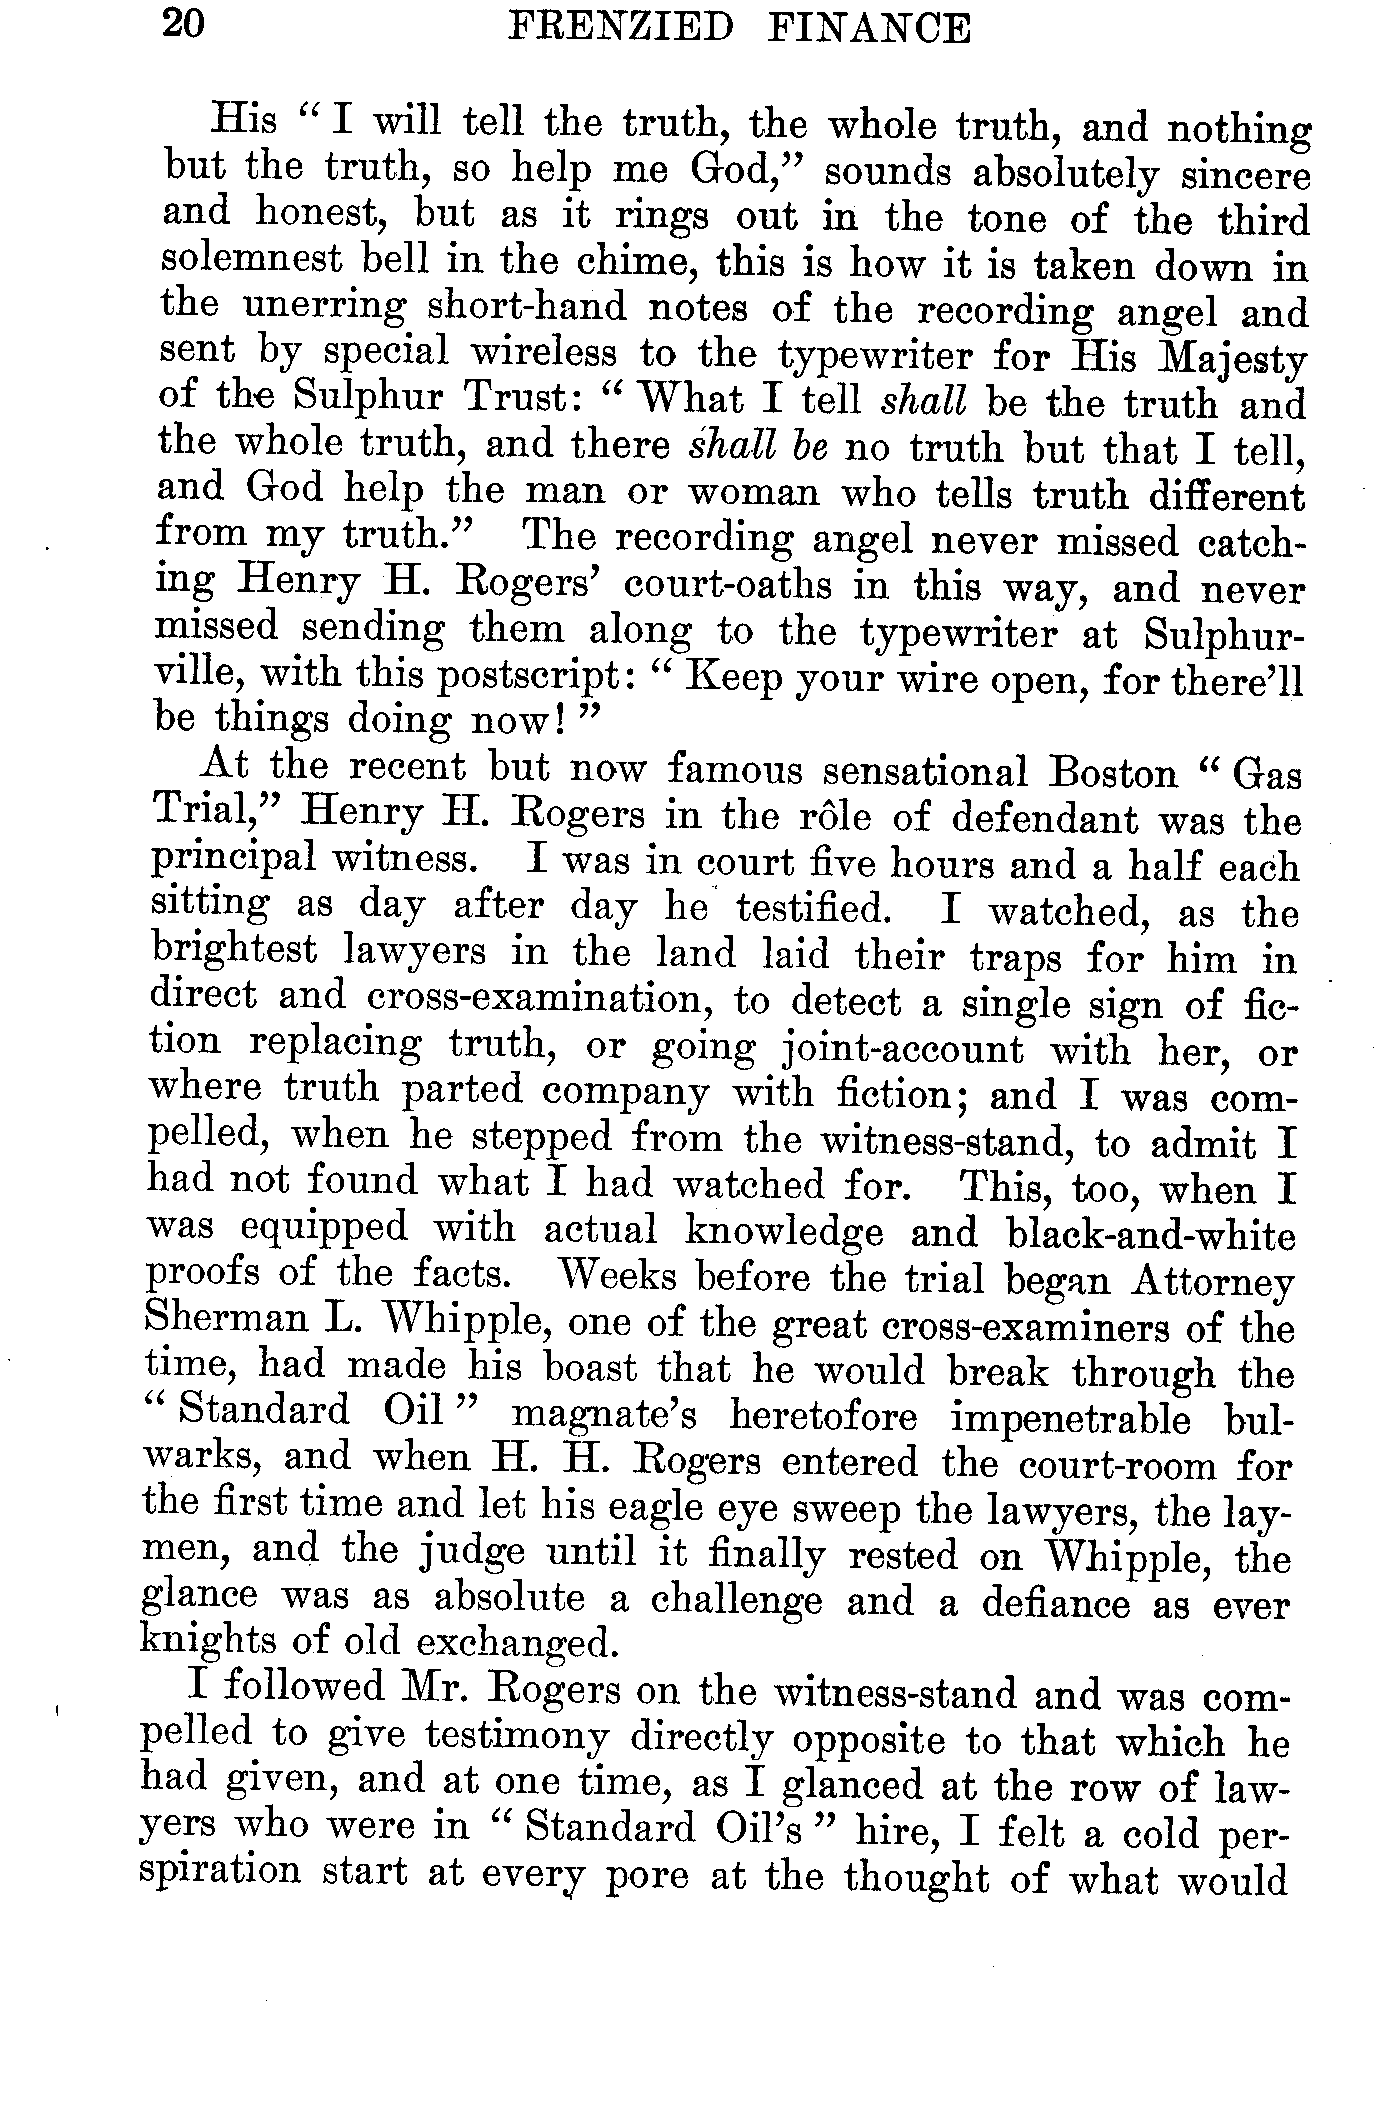 20 FRENZIED FINANCE
His “ I will tell the truth, the whole truth, and nothing
but the truth, so help me God,” sounds absolutely sincere
and honest, but as it rings out in the tone of the third
solemnest bell in the chime, this is how it is taken down in
the unerring short-hand notes of the recording angel and
sent by special wireless to the typewriter for His Majesty
of the Sulphur Trust: “ What I tell shall be the truth and
the whole truth, and there shall be no truth but that I tell,
and God help the man or woman who tells truth different
from my truth.” The recording angel never missed catch-
ing Henry H. Rogers’ court-oaths in this way, and never
missed sending them along to the typewriter at Sulphur-
ville, with this postscript: “ Keep your wire open, for there’ll
be things doing now! ”
At the recent but now famous sensational Boston “ Gas
Trial,” Henry H. Rogers in the rôle of defendant was the
principal witness. I was in court five hours and a half each
sitting as day after day he testified. I watched, as the
brightest lawyers in the land laid their traps for him in
direct and cross-examination, to detect a single sign of fic-
tion replacing truth, or going joint-account with her, or
where truth parted company with fiction; and I was com-
pelled, when he stepped from the witness-stand, to admit I
had not found what I had watched for. This, too, when I
was equipped with actual knowledge and black-and-white
proofs of the facts. Weeks before the trial began Attorney
Sherman L. Whipple, one of the great cross-examiners of the
time, had made his boast that he would break through the
“ Standard Oil ” magnate’s heretofore impenetrable bul-
warks, and when H. H. Rogers entered the court-room for
the first time and let his eagle eye sweep the lawyers, the lay-
men, and the judge until it finally rested on Whipple, the
glance was as absolute a challenge and a defiance as ever
knights of old exchanged.
I followed Mr. Rogers on the witness-stand and was com-
pelled to give testimony directly opposite to that which he
had given, and at one time, as I glanced at the row of law-
yers who were in “ Standard Oil’s ” hire, I felt a cold per-
spiration start at every pore at the thought of what would